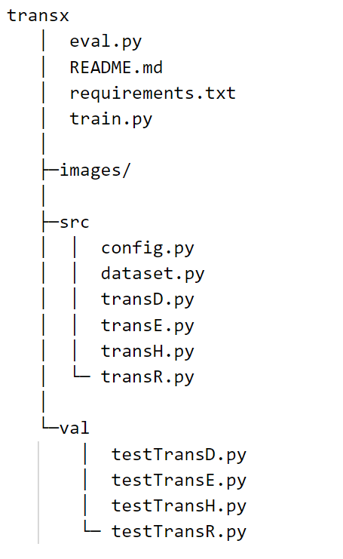 transx
eval.py
README.md
requirements.txt
train.py
images/
src
config.py
dataset.py
transD.py
transE.py
transH.py
transR.py
val
testTransD.py
testTransE.py
testTransH.py
testTransR.py